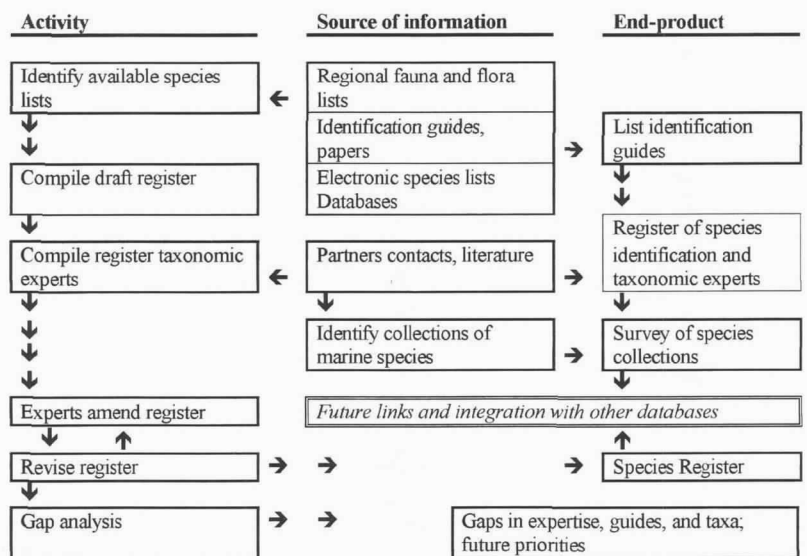 Activity
Source of information
End-product
Identify available species
lists
Regional fauna and flora
lists
Identification guides,
papers
List identification
guides
Compile draft register
Electronic species lists
Databases
Register of species
identification and
taxonomic experts
Compile register taxonomic
experts
Partners contacts, literature
Identify collections of
marine species
Survey of species
collections
Experts amend register
Future links and integration with other databases
Revise register
Species Register
Gap analysis
Gaps in expertise, guides, and taxa;
future priorities